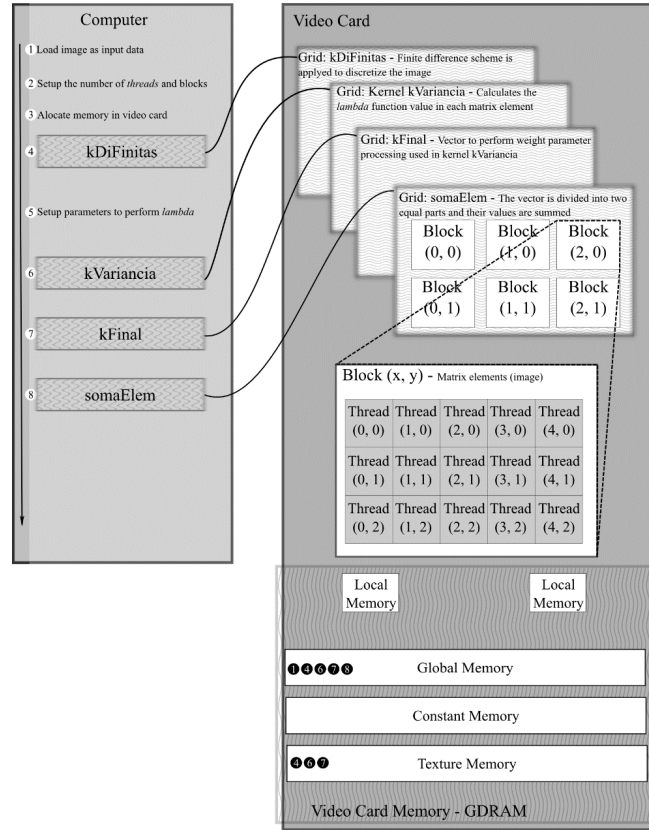 Computer
1 Load image as input data
2 Setup the number of threads and blocks
3 Alocate memory in video card
4 kDiFinitas
5 Setup parameters to perform lambda
6 kVariancia
7 kFinal
8 somaElem
Video Card
Grid: kDiFinitas - Finite difference scheme is
applyed to discretize the image
Grid: Kernel kVariancia - Calculates the
lambda function value in each matrix element
Grid: kFinal - Vector to perform weight parameter
processing used in kernel kVariancia
Grid: somaElem - The vector is divided into two
equal parts and their values are summed
Block Block Block
(0, 0) (1, 0) (2, 0)
Block Block Block
(0, 1) (1, 1) (2, 1)
Block (x, y) - Matrix elements (image)
Thread Thread Thread Thread Thread
(0, 0) (1, 0) (2, 0) (3, 0) (4, 0)
Thread Thread Thread Thread Thread
(0, 1) (1, 1) (2, 1) (3, 1) (4, 1)
Thread Thread Thread Thread Thread
(0, 2) (1, 2) (2, 2) (3, 2) (4, 2)
Local Local
Memory Memory
1 4 6 7 8 Global Memory
Constant Memory
4 6 7 Texture Memory
Video Card Memory - GDRAM